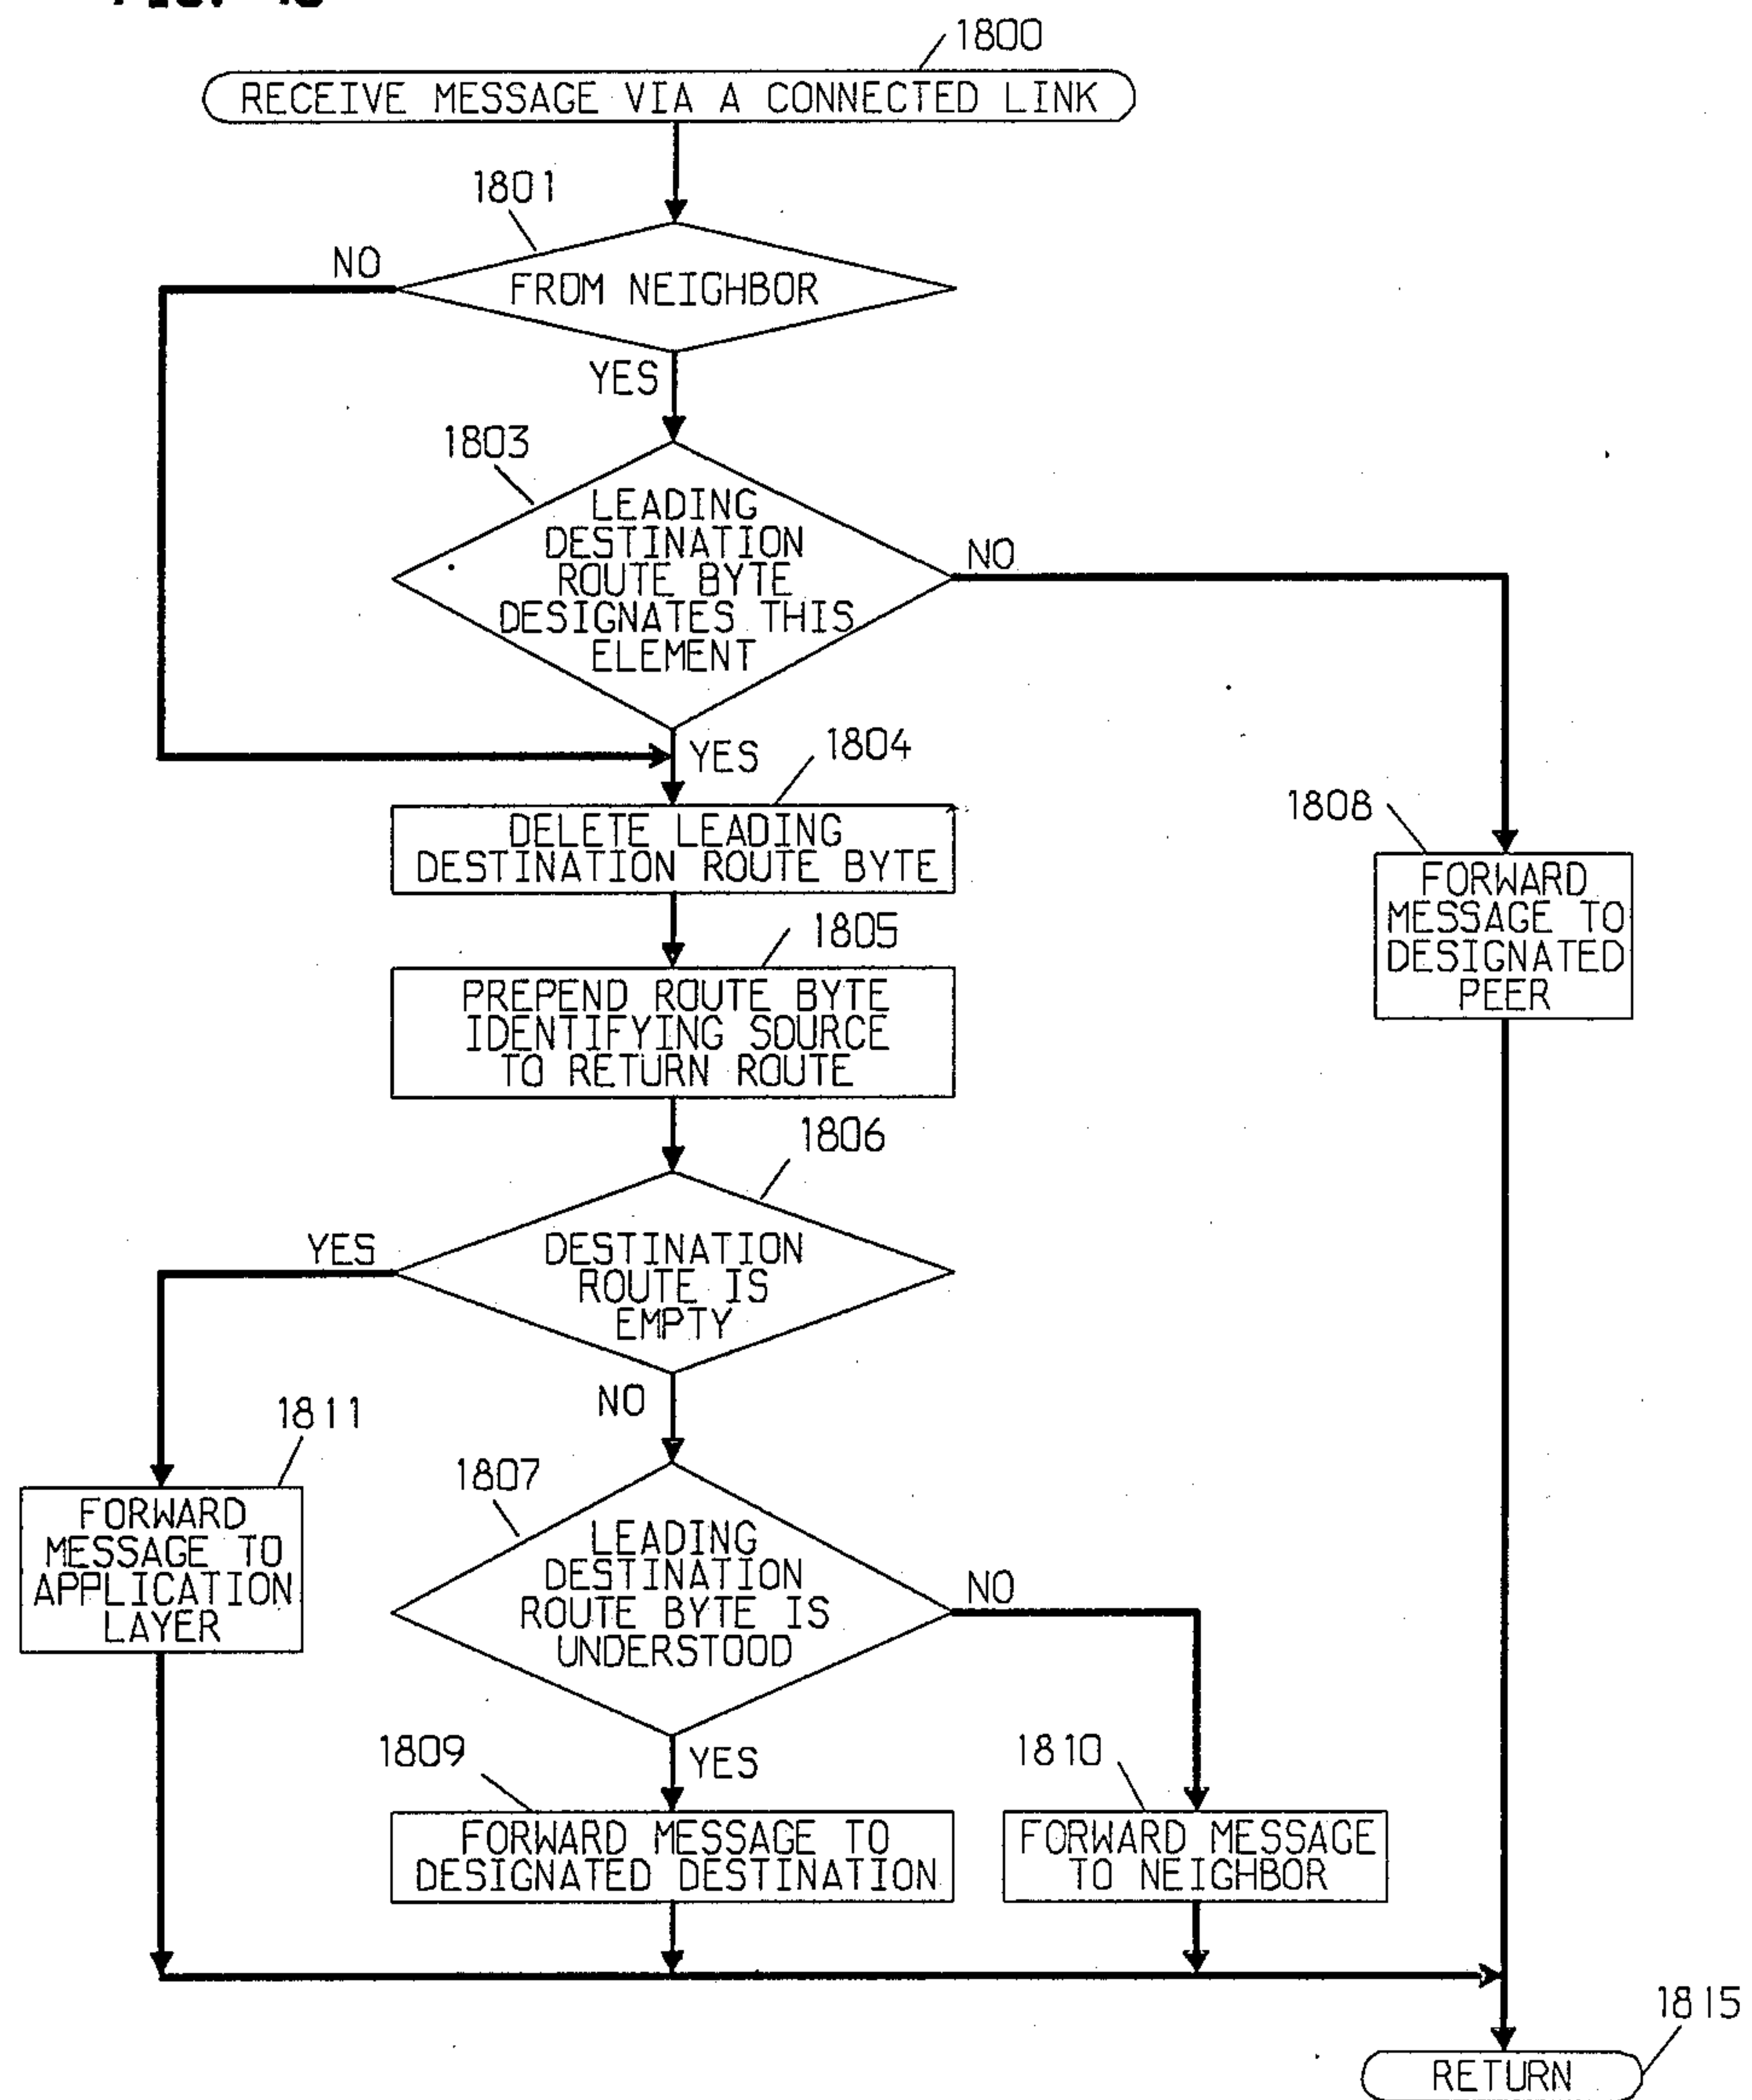 1800
RECEIVE MESSAGE VIA A CONNECTED LINK
1801
NO
FROM NEIGHBOR
YES
1803
LEADING
DESTINATION
ROUTE BYTE
DESIGNATES THIS
ELEMENT
NO
YES
1804
DELETE LEADING
DESTINATION ROUTE BYTE
1808
FORWARD
MESSAGE TO
DESIGNATED
PEER
1805
PREPEND ROUTE BYTE
IDENTIFYING SOURCE
TO RETURN ROUTE
1806
YES
DESTINATION
ROUTE IS
EMPTY
NO
1811
FORWARD
MESSAGE TO
APPLICATION
LAYER
1807
LEADING
DESTINATION
ROUTE BYTE IS
UNDERSTOOD
NO
YES
1809
FORWARD MESSAGE TO
DESIGNATED DESTINATION
1810
FORWARD MESSAGE
TO NEIGHBOR
1815
RETURN